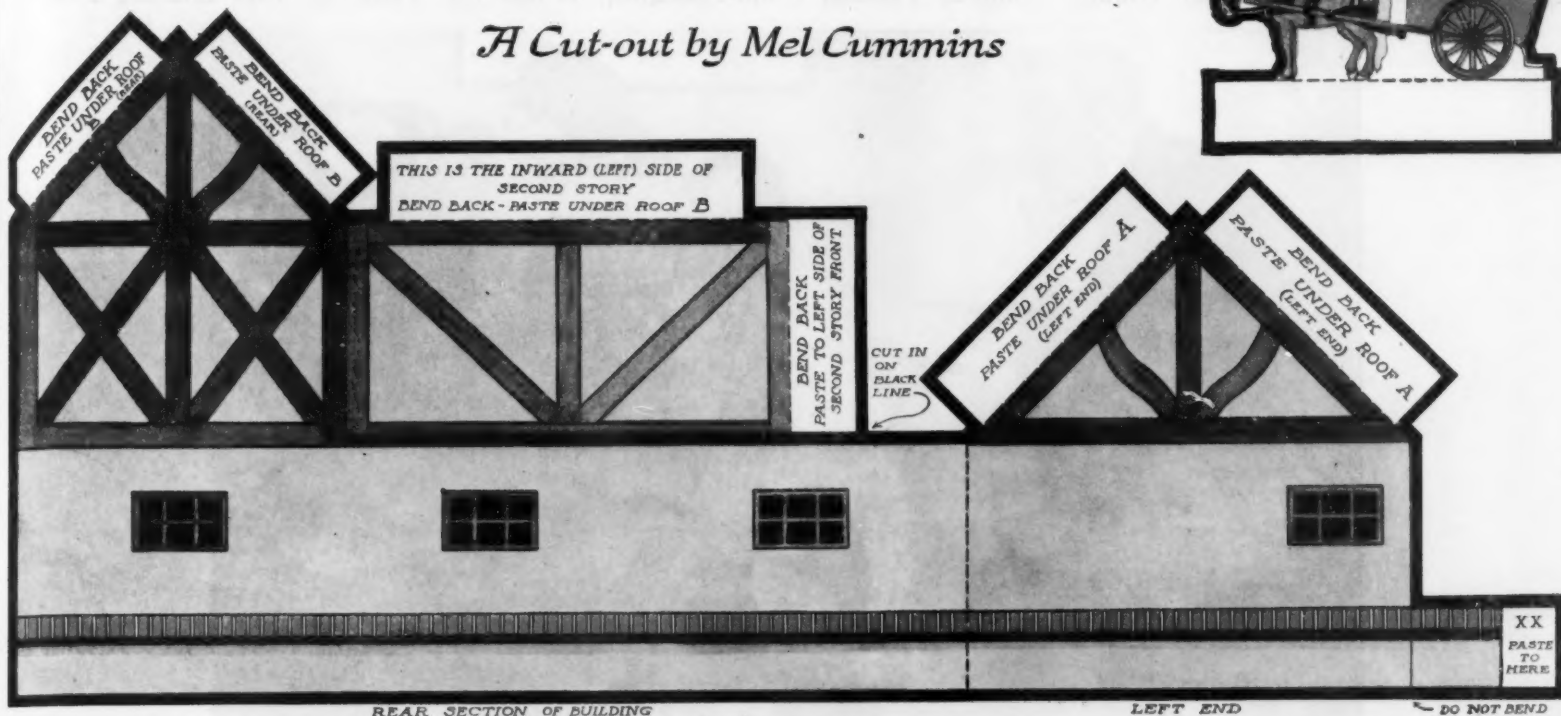 A Cut-out by Mel Cummins
BEND BACK
PASTE UNDER ROOF
B (REAR)
BEND BACK
PASTE UNDER ROOF B
(REAR)
THIS IS THE INWARD (LEFT) SIDE OF
SECOND STORY
BEND BACK - PASTE UNDER ROOF B
BEND BACK
PASTE TO LEFT SIDE OF
SECOND STORY FRONT
CUT IN
ON
BLACK
LINE
BEND BACK
PASTE UNDER ROOF A
(LEFT END)
BEND BACK
PASTE UNDER ROOF A
(LEFT END)
XX
PASTE
TO
HERE
REAR SECTION OF BUILDING
LEFT END
DO NOT BEND